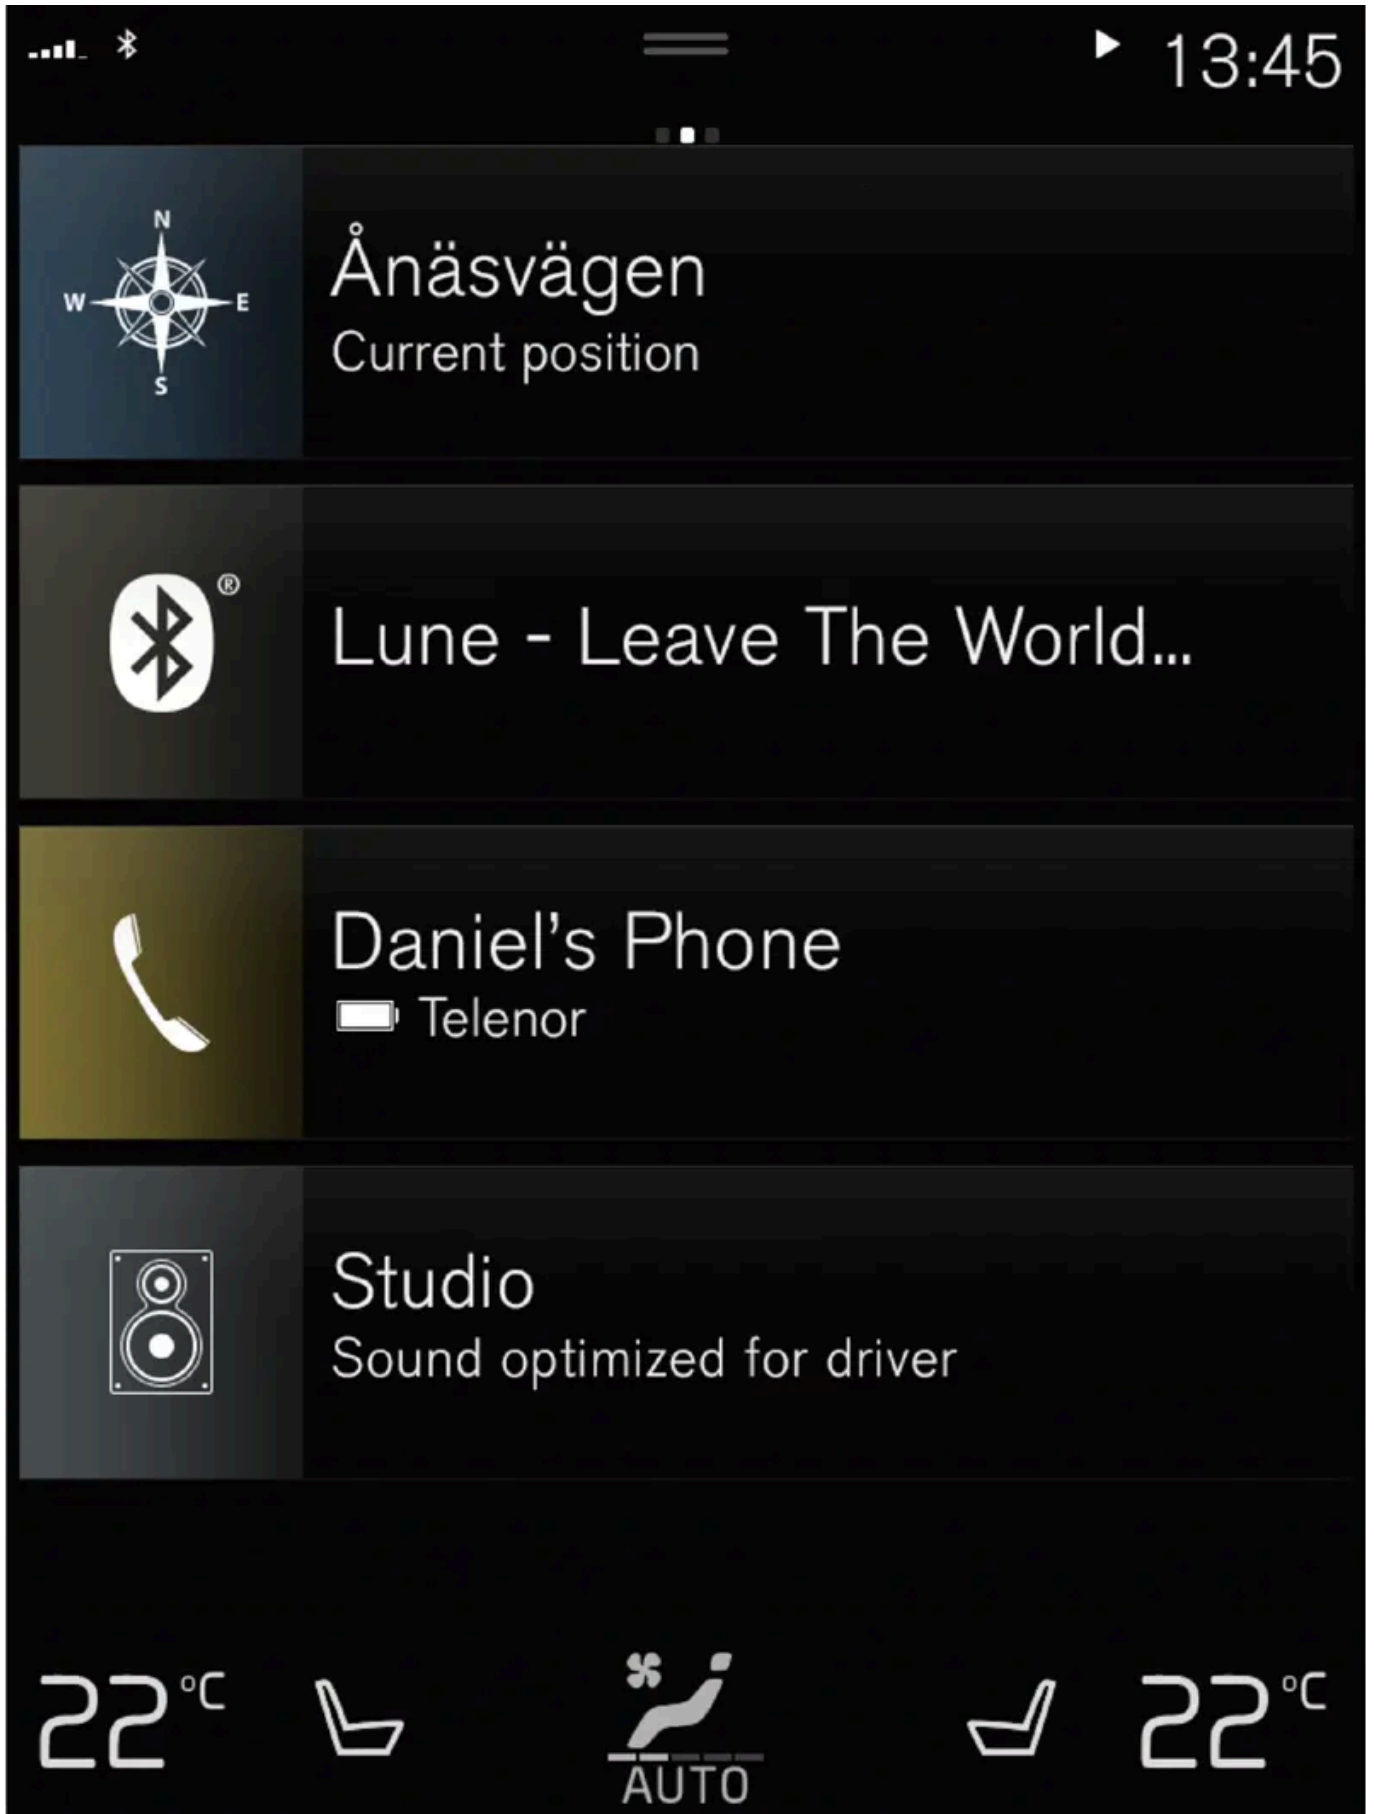 13:45
N
W E
S
Ånäsvägen
Current position
®
Lune - Leave The World...
Daniel’s Phone
Telenor
Studio
Sound optimized for driver
22°C 22°C
AUTO